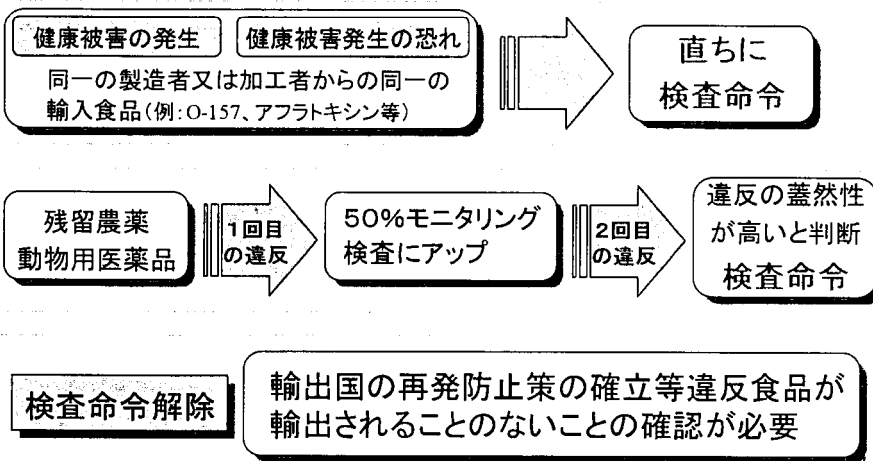 健康被害の発生 健康被害発生の恐れ
同一の製造者又は加工者からの同一の
輸入食品(例:O-157、アフラトキシン等)
直ちに
検査命令
残留農薬
動物用医薬品
1回目
の違反
50%モニタリング
検査にアップ
2回目
の違反
違反の蓋然性
が高いと判断
検査命令
検査命令解除
輸出国の再発防止策の確立等違反食品が
輸出されることのないことの確認が必要